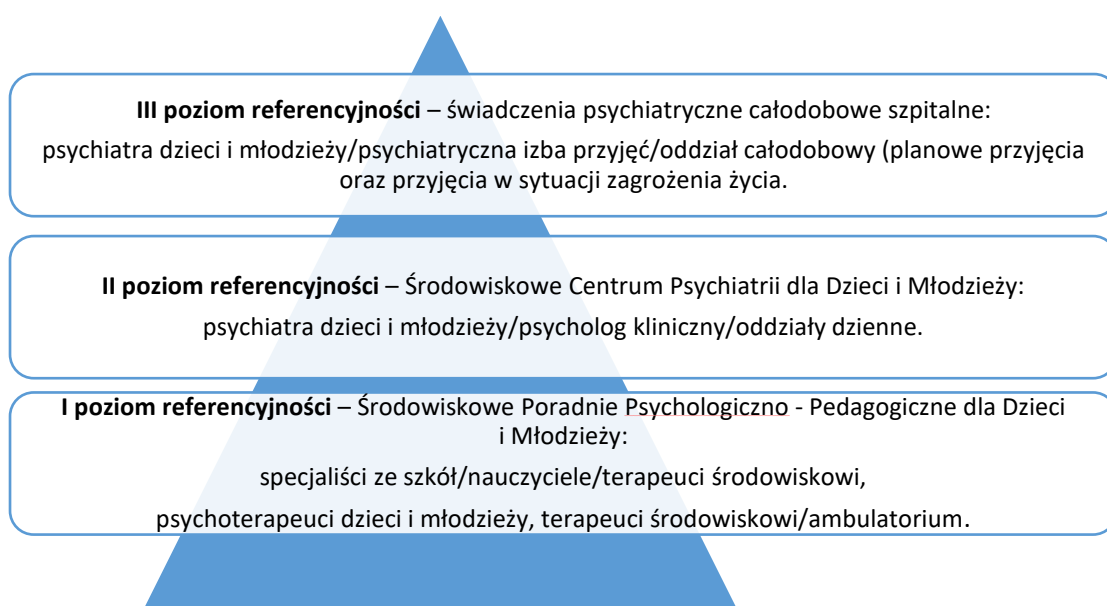 III poziom referencyjności – świadczenia psychiatryczne całodobowe szpitalne:
psychiatra dzieci i młodzieży/psychiatryczna izba przyjęć/oddział całodobowy (planowe przyjęcia
oraz przyjęcia w sytuacji zagrożenia życia.
II poziom referencyjności – Środowiskowe Centrum Psychiatrii dla Dzieci i Młodzieży:
psychiatra dzieci i młodzieży/psycholog kliniczny/oddziały dzienne.
I poziom referencyjności – Środowiskowe Poradnie Psychologiczno - Pedagogiczne dla Dzieci
i Młodzieży:
specjaliści ze szkół/nauczyciele/terapeuci środowiskowi,
psychoterapeuci dzieci i młodzieży, terapeuci środowiskowi/ambulatorium.